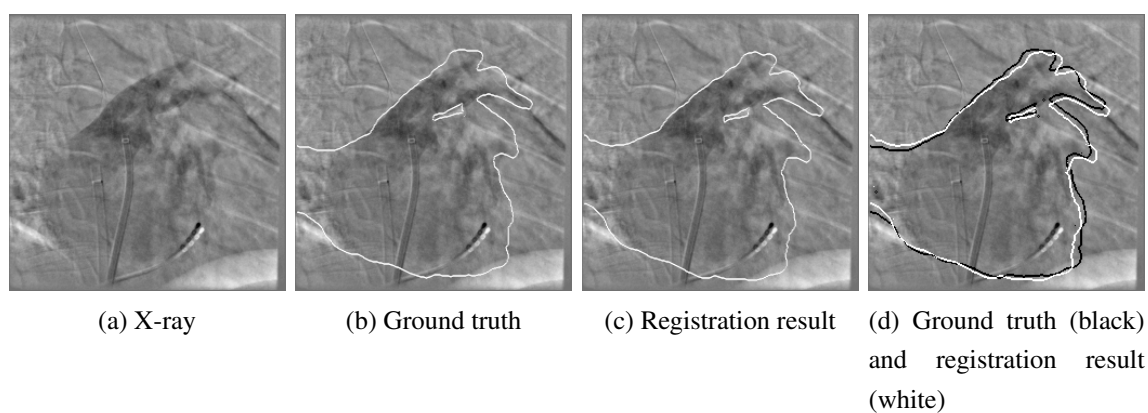 (a) X-ray
(b) Ground truth
(c) Registration result
(d) Ground truth (black)
and registration result
(white)